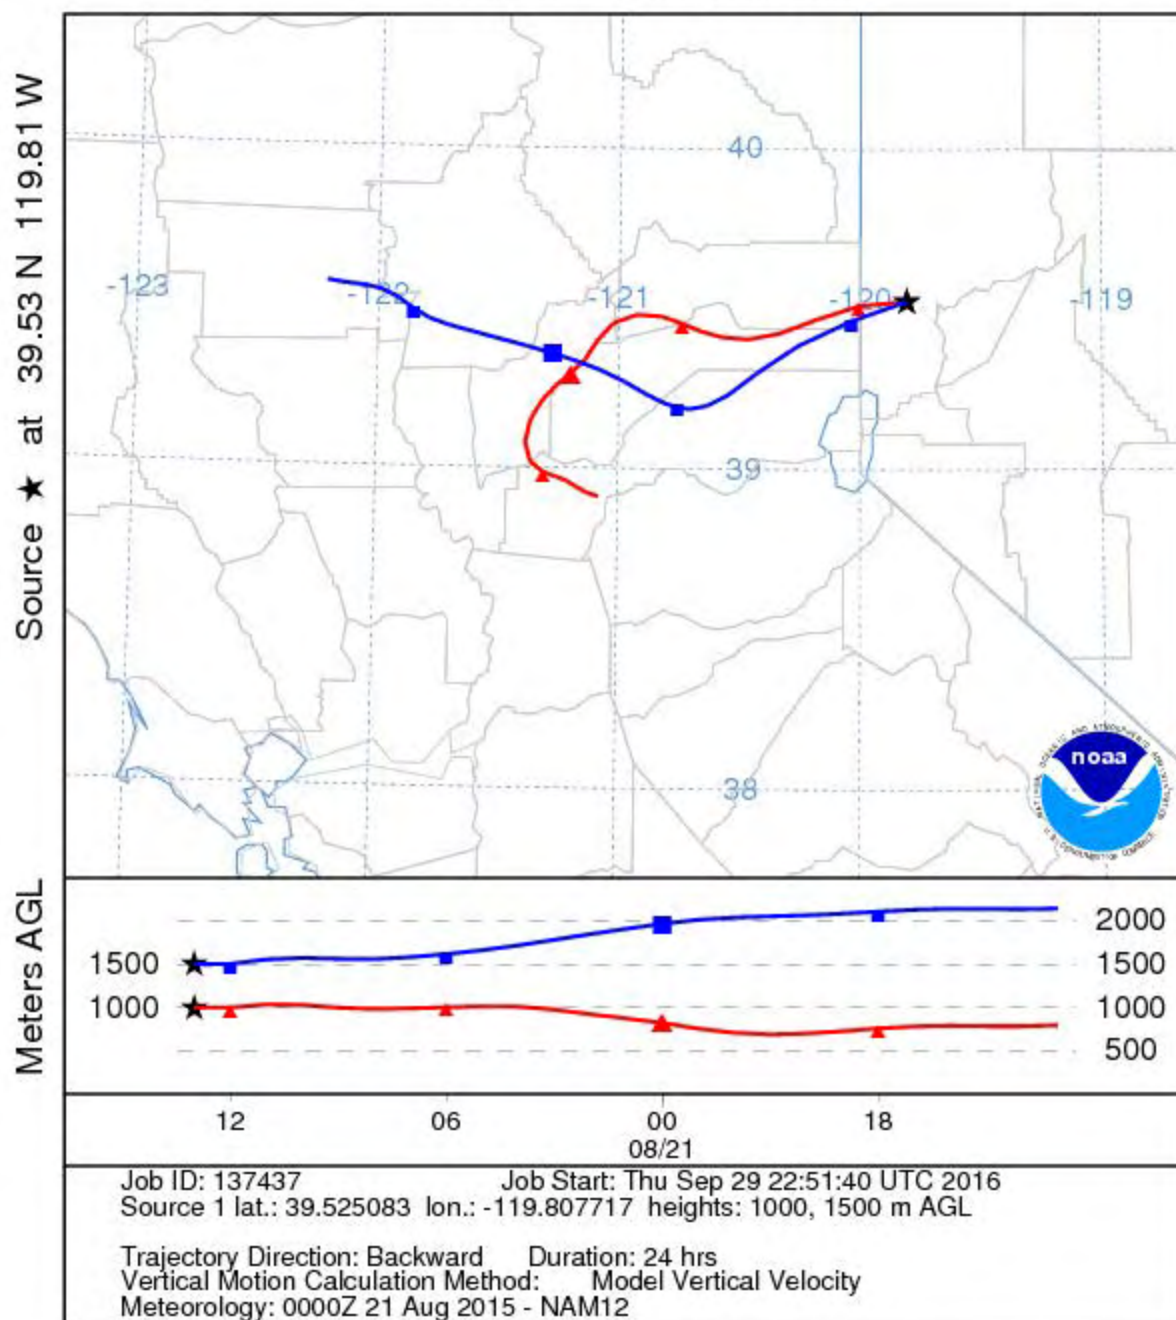 Source ★ at 39.53 N 119.81 W
40
-123
-122
-121
-120
-119
39
38
noaa
Meters AGL
2000
1500
1500
1000
1000
500
12 06 00 18
08/21
Job ID: 137437 Job Start: Thu Sep 29 22:51:40 UTC 2016
Source 1 lat.: 39.525083 lon.: -119.807717 heights: 1000, 1500 m AGL
Trajectory Direction: Backward Duration: 24 hrs
Vertical Motion Calculation Method: Model Vertical Velocity
Meteorology: 0000Z 21 Aug 2015 - NAM12